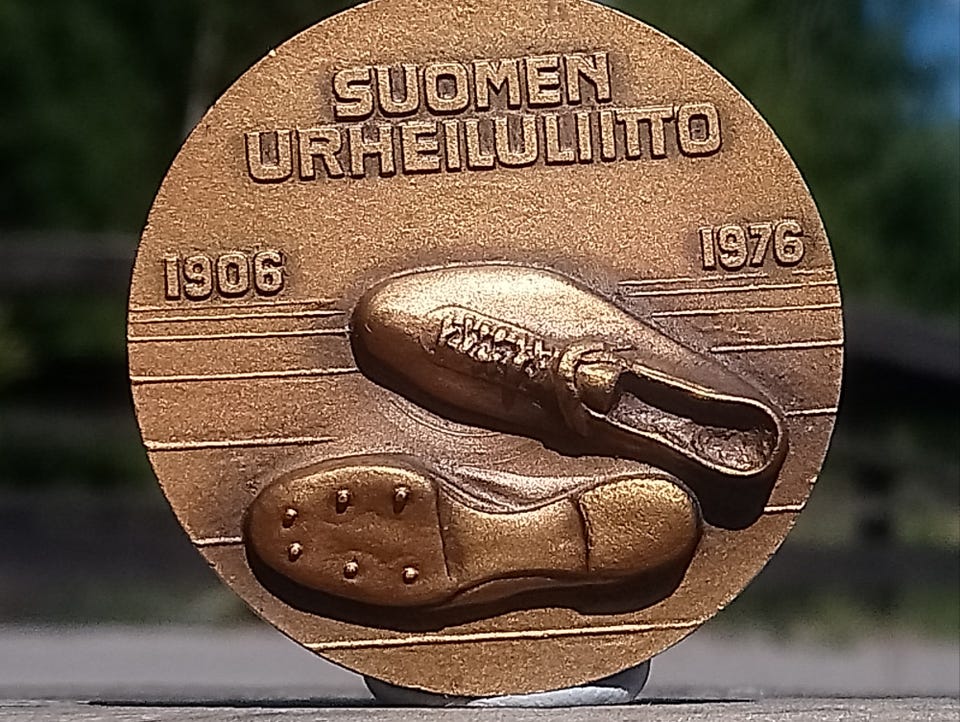 SUOMEN
URHEILULIITTO
1906
1976